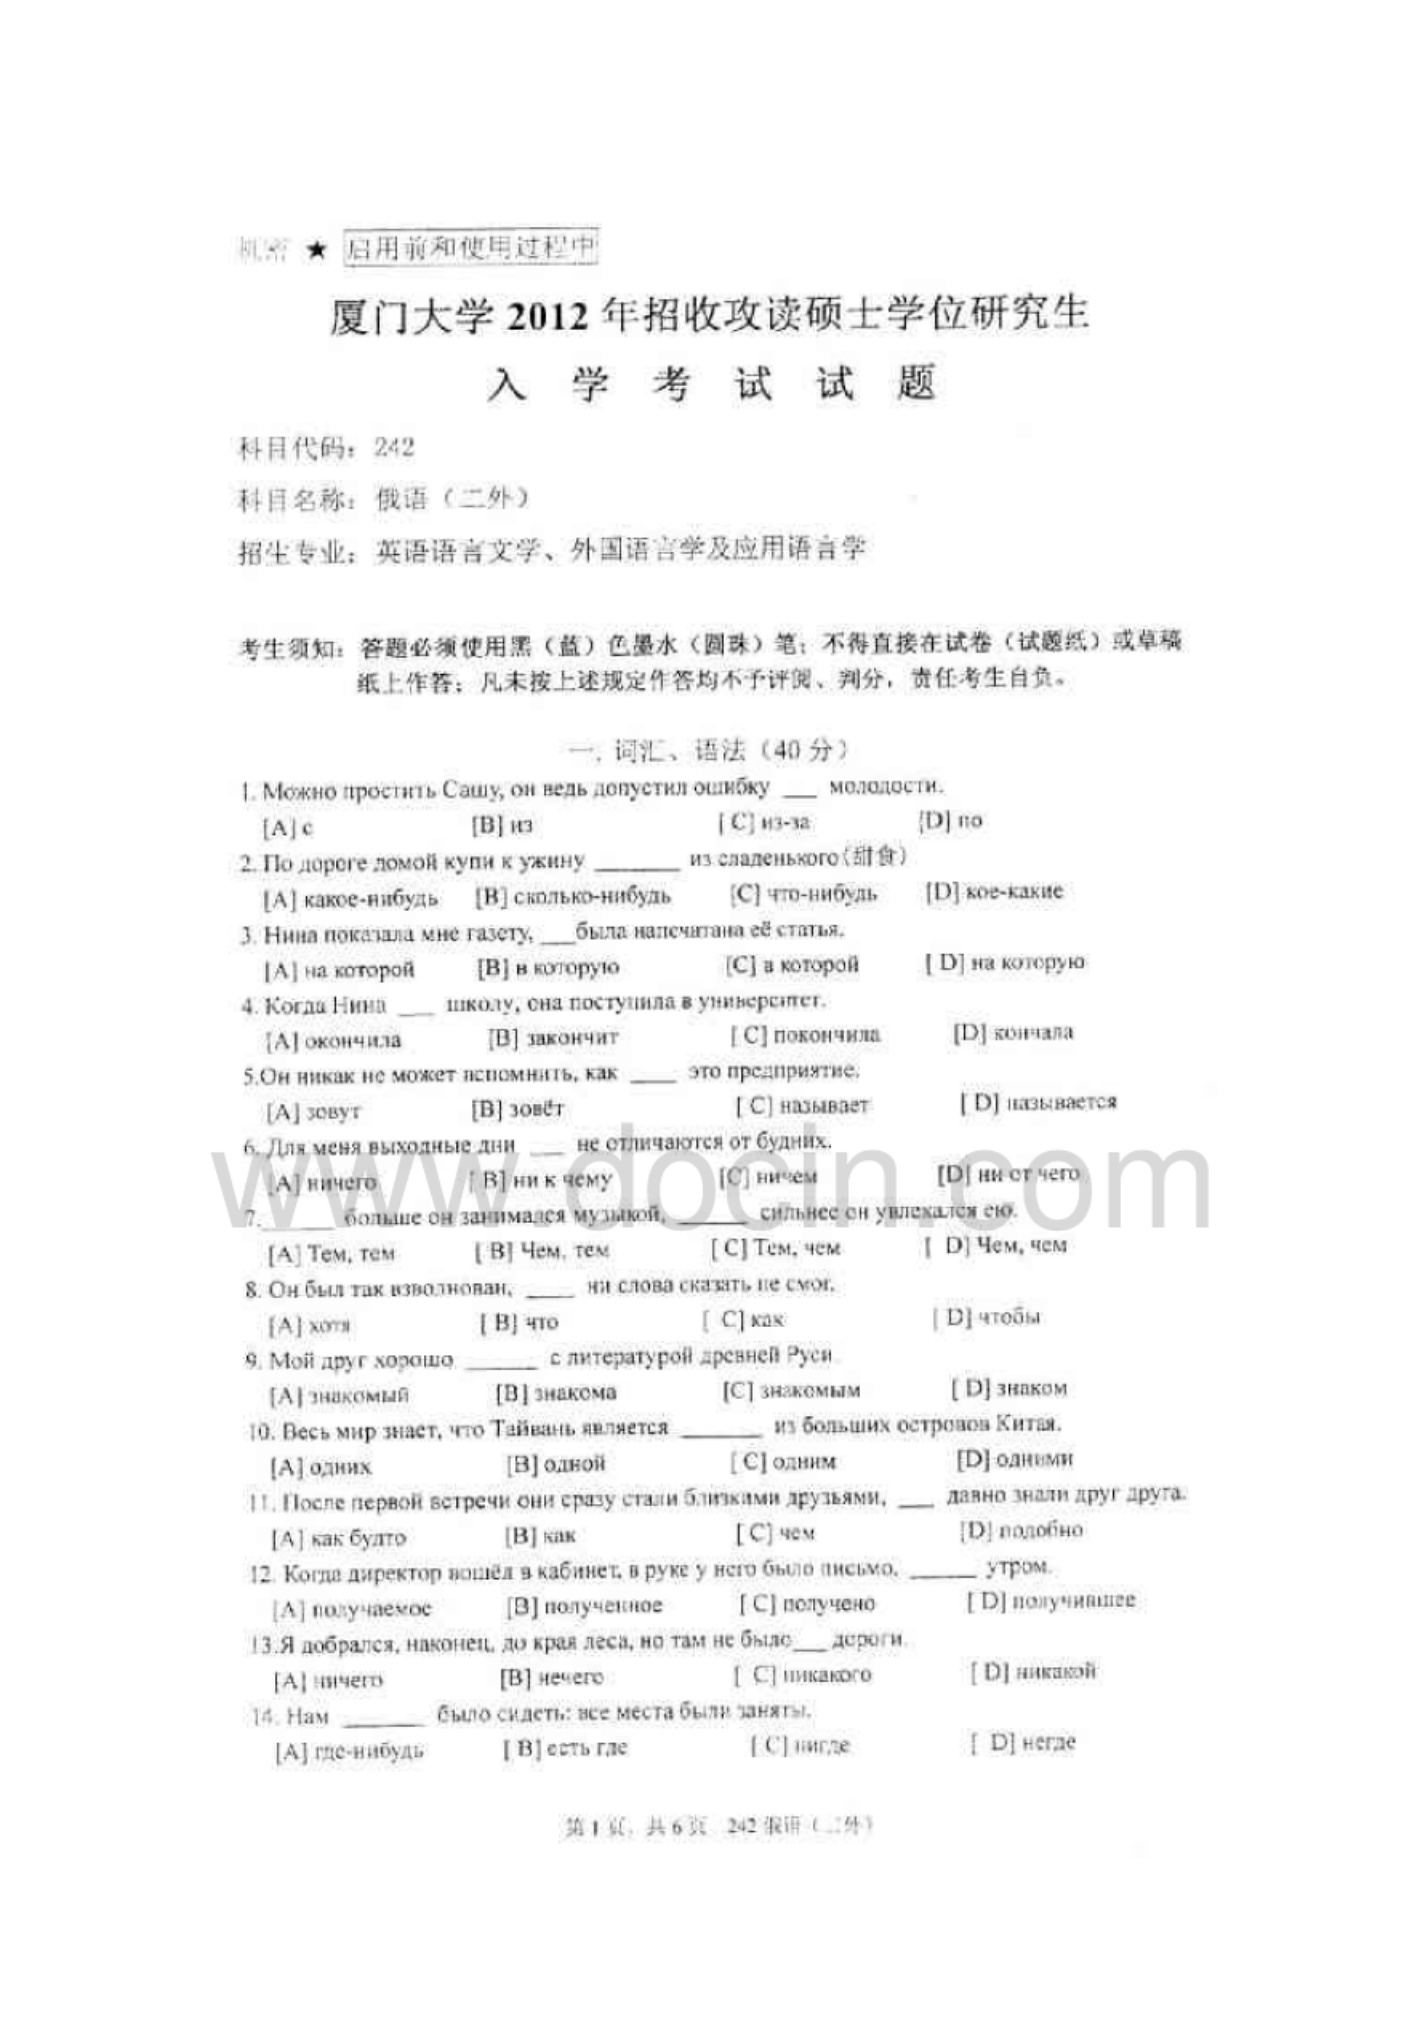 机密 ★ 启用前和使用过程中
厦门大学 2012 年招收攻读硕士学位研究生
入 学 考 试 试 题
科目代码：242
科目名称：俄语（二外）
招生专业：英语语言文学、外国语言学及应用语言学
考生须知：答题必须使用黑（蓝）色墨水（圆珠）笔；不得直接在试卷（试题纸）或草稿
纸上作答；凡未按上述规定作答均不予评阅、判分，责任考生自负。
一. 词汇、语法（40 分）
1. Можно простить Сашу, он ведь допустил ошибку ___ молодости.
[A] с [B] из [ C] из-за [D] по
2. По дороге домой купи к ужину ________ из сладенького（甜食）
[A] какое-нибудь [B] сколько-нибудь [C] что-нибудь [D] кое-какие
3. Нина показала мне газету, ___была напечатана её статья.
[A] на которой [B] в которую [C] в которой [ D] на которую
4. Когда Нина ___ школу, она поступила в университет.
[A] окончила [B] закончит [ C] покончила [D] кончала
5.Он никак не может вспомнить, как ____ это предприятие.
[A] зовут [B] зовёт [ C] называет [ D] называется
6. Для меня выходные дни ___ не отличаются от будних.
[A] ничего [ B] ни к чему [C] ничем [D] ни от чего
www.docin.com
7._______ больше он занимался музыкой, _______ сильнее он увлекался ею.
[A] Тем, тем [ B] Чем, тем [ C] Тем, чем [ D] Чем, чем
8. Он был так взволнован, ____ ни слова сказать не смог.
[A] хотя [ B] что [ C] как [ D] чтобы
9. Мой друг хорошо _______ с литературой древней Руси
[A] знакомый [B] знакома [C] знакомым [ D] знаком
10. Весь мир знает, что Тайвань является ________ из больших островов Китая.
[A] одних [B] одной [ C] одним [D] одними
11. После первой встречи они сразу стали близкими друзьями, ___ давно знали друг друга.
[A] как будто [B] как [ C] чем [D] подобно
12. Когда директор вошёл в кабинет, в руке у него было письмо, ______ утром.
[A] получаемое [B] полученное [ C] получено [ D] получившее
13.Я добрался, наконец, до края леса, но там не было___ дороги.
[A] ничего [B] нечего [ C] никакого [ D] никакой
14. Нам ________ было сидеть: все места были заняты.
[A] где-нибудь [ B] есть где [ C] нигде [ D] негде
第 1 页，共 6 页 242 俄语（二外）